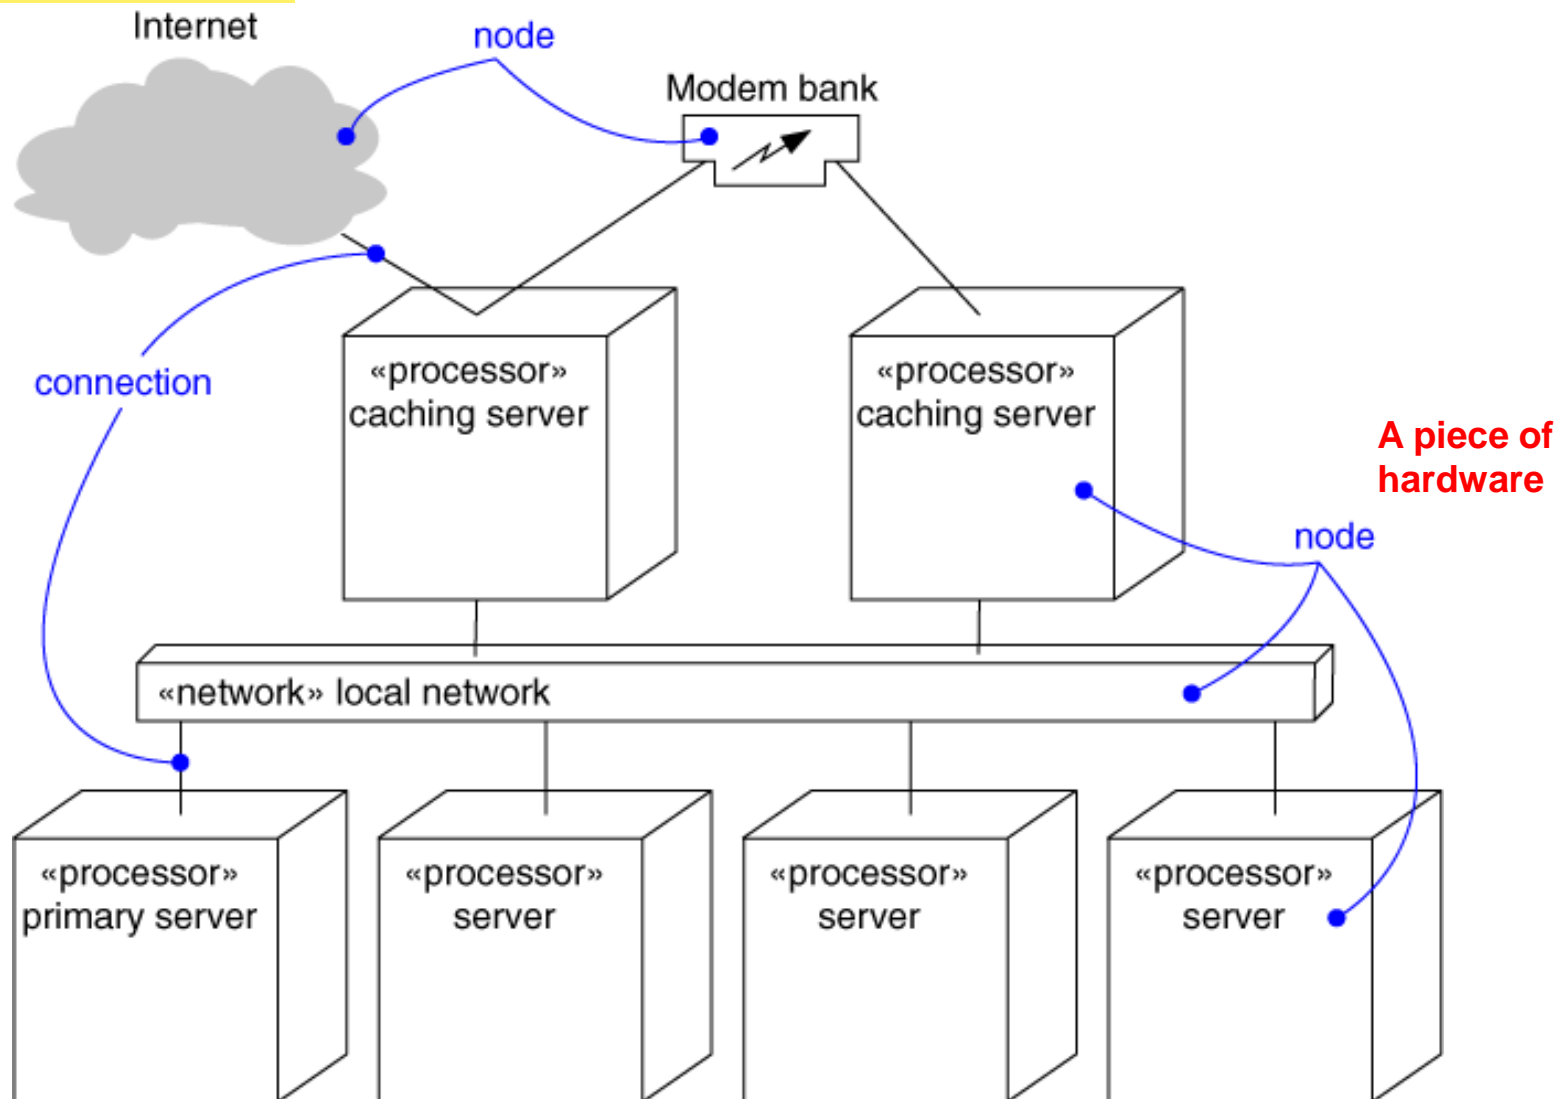 Internet
node
Modem bank
connection
«processor»
caching server
«processor»
caching server
A piece of
hardware
node
«network» local network
«processor»
primary server
«processor»
server
«processor»
server
«processor»
server